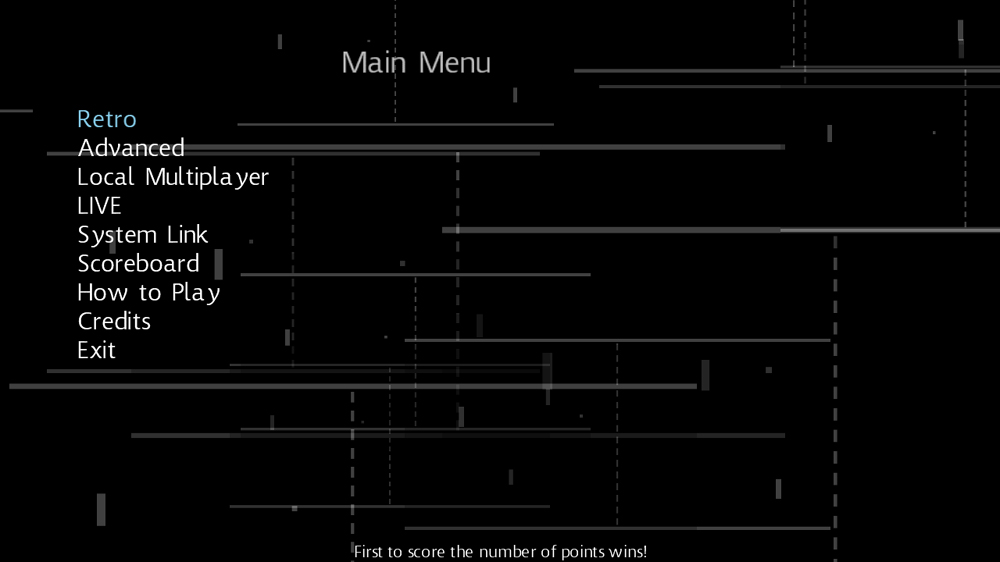 Main Menu
Retro
Advanced
Local Multiplayer
LIVE
System Link
Scoreboard
How to Play
Credits
Exit
First to score the number of points wins!